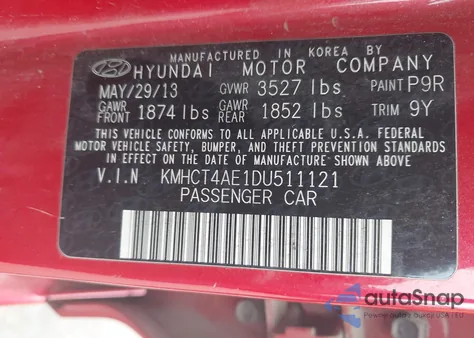 MANUFACTURED IN KOREA BY
HYUNDAI MOTOR COMPANY
MAY/29/13 GVWR 3527 lbs PAINT P9R
GAWR FRONT 1874 lbs GAWR REAR 1852 lbs TRIM 9Y
THIS VEHICLE CONFORMS TO ALL APPLICABLE U.S.A. FEDERAL
MOTOR VEHICLE SAFETY, BUMPER, AND THEFT PREVENTION STANDARDS
IN EFFECT ON THE DATE OF MANUFACTURE SHOWN ABOVE
V.I.N KMHCT4AE1DU511121
PASSENGER CAR
autoSnap